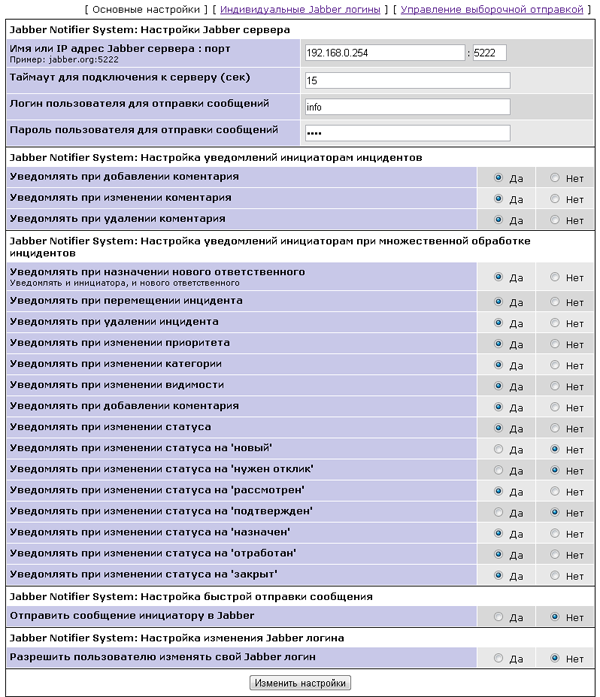 [ Основные настройки ] [ Индивидуальные Jabber логины ] [ Управление выборочной отправкой ]
Jabber Notifier System: Настройки Jabber сервера
Имя или IP адрес Jabber сервера : порт
Пример: jabber.org:5222
192.168.0.254 : 5222
Таймаут для подключения к серверу (сек)
15
Логин пользователя для отправки сообщений
info
Пароль пользователя для отправки сообщений
••••
Jabber Notifier System: Настройка уведомлений инициаторам инцидентов
Уведомлять при добавлении коментария Да Нет
Уведомлять при изменении коментария Да Нет
Уведомлять при удалении коментария Да Нет
Jabber Notifier System: Настройка уведомлений инициаторам при множественной обработке
инцидентов
Уведомлять при назначении нового ответственного Да Нет
Уведомлять и инициатора, и нового ответственного
Уведомлять при перемещении инцидента Да Нет
Уведомлять при удалении инцидента Да Нет
Уведомлять при изменении приоритета Да Нет
Уведомлять при изменении категории Да Нет
Уведомлять при изменении видимости Да Нет
Уведомлять при добавлении коментария Да Нет
Уведомлять при изменении статуса Да Нет
Уведомлять при изменении статуса на 'новый' Да Нет
Уведомлять при изменении статуса на 'нужен отклик' Да Нет
Уведомлять при изменении статуса на 'рассмотрен' Да Нет
Уведомлять при изменении статуса на 'подтвержден' Да Нет
Уведомлять при изменении статуса на 'назначен' Да Нет
Уведомлять при изменении статуса на 'отработан' Да Нет
Уведомлять при изменении статуса на 'закрыт' Да Нет
Jabber Notifier System: Настройка быстрой отправки сообщения
Отправить сообщение инициатору в Jabber Да Нет
Jabber Notifier System: Настройка изменения Jabber логина
Разрешить пользователю изменять свой Jabber логин Да Нет
Изменить настройки